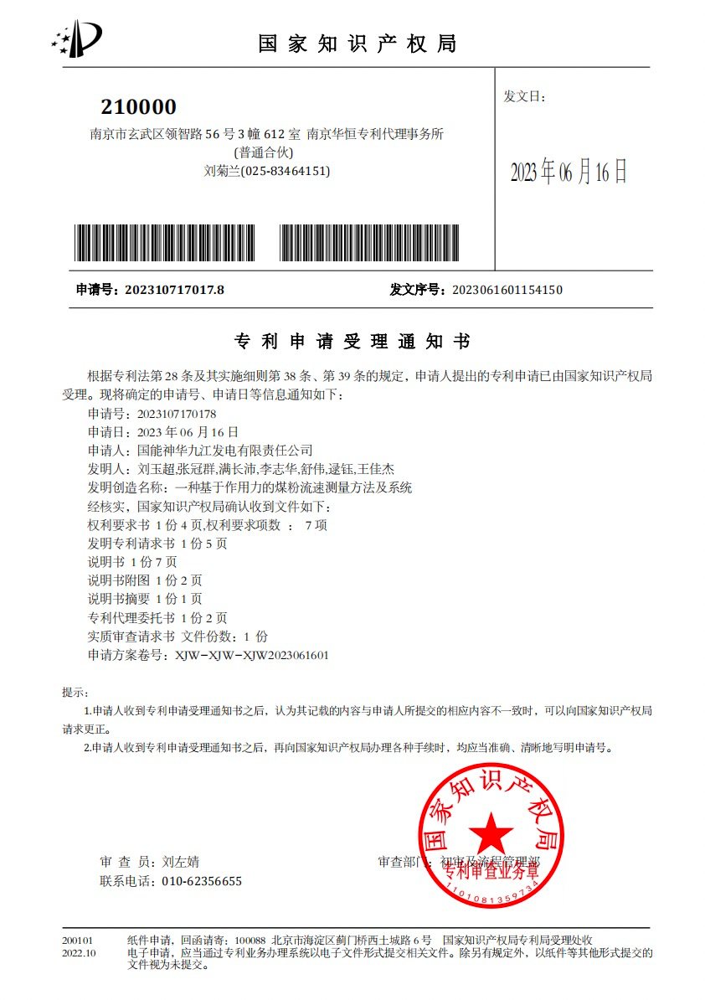 国家知识产权局
210000
南京市玄武区领智路 56 号 3 幢 612 室 南京华恒专利代理事务所
(普通合伙)
刘菊兰(025-83464151)
发文日：
2023 年 06 月 16 日
申请号：202310717017.8
发文序号：2023061601154150
专利申请受理通知书
根据专利法第 28 条及其实施细则第 38 条、第 39 条的规定，申请人提出的专利申请已由国家知识产权局
受理。现将确定的申请号、申请日等信息通知如下：
申请号：2023107170178
申请日：2023 年 06 月 16 日
申请人：国能神华九江发电有限责任公司
发明人：刘玉超,张冠群,满长沛,李志华,舒伟,逯钰,王佳杰
发明创造名称：一种基于作用力的煤粉流速测量方法及系统
经核实，国家知识产权局确认收到文件如下：
权利要求书 1 份 4 页,权利要求项数 ： 7 项
发明专利请求书 1 份 5 页
说明书 1 份 7 页
说明书附图 1 份 2 页
说明书摘要 1 份 1 页
专利代理委托书 1 份 2 页
实质审查请求书 文件份数：1 份
申请方案卷号：XJW-XJW-XJW2023061601
提示：
1.申请人收到专利申请受理通知书之后，认为其记载的内容与申请人所提交的相应内容不一致时，可以向国家知识产权局
请求更正。
2.申请人收到专利申请受理通知书之后，再向国家知识产权局办理各种手续时，均应当准确、清晰地写明申请号。
国家知识产权局
审 查 员：刘左婧
审查部门：初审及流程管理部
专利审查业务章
联系电话：010-62356655
1101081359734
200101 纸件申请，回函请寄：100088 北京市海淀区蓟门桥西土城路 6 号 国家知识产权局专利局受理处收
2022.10 电子申请，应当通过专利业务办理系统以电子文件形式提交相关文件。除另有规定外，以纸件等其他形式提交的
文件视为未提交。